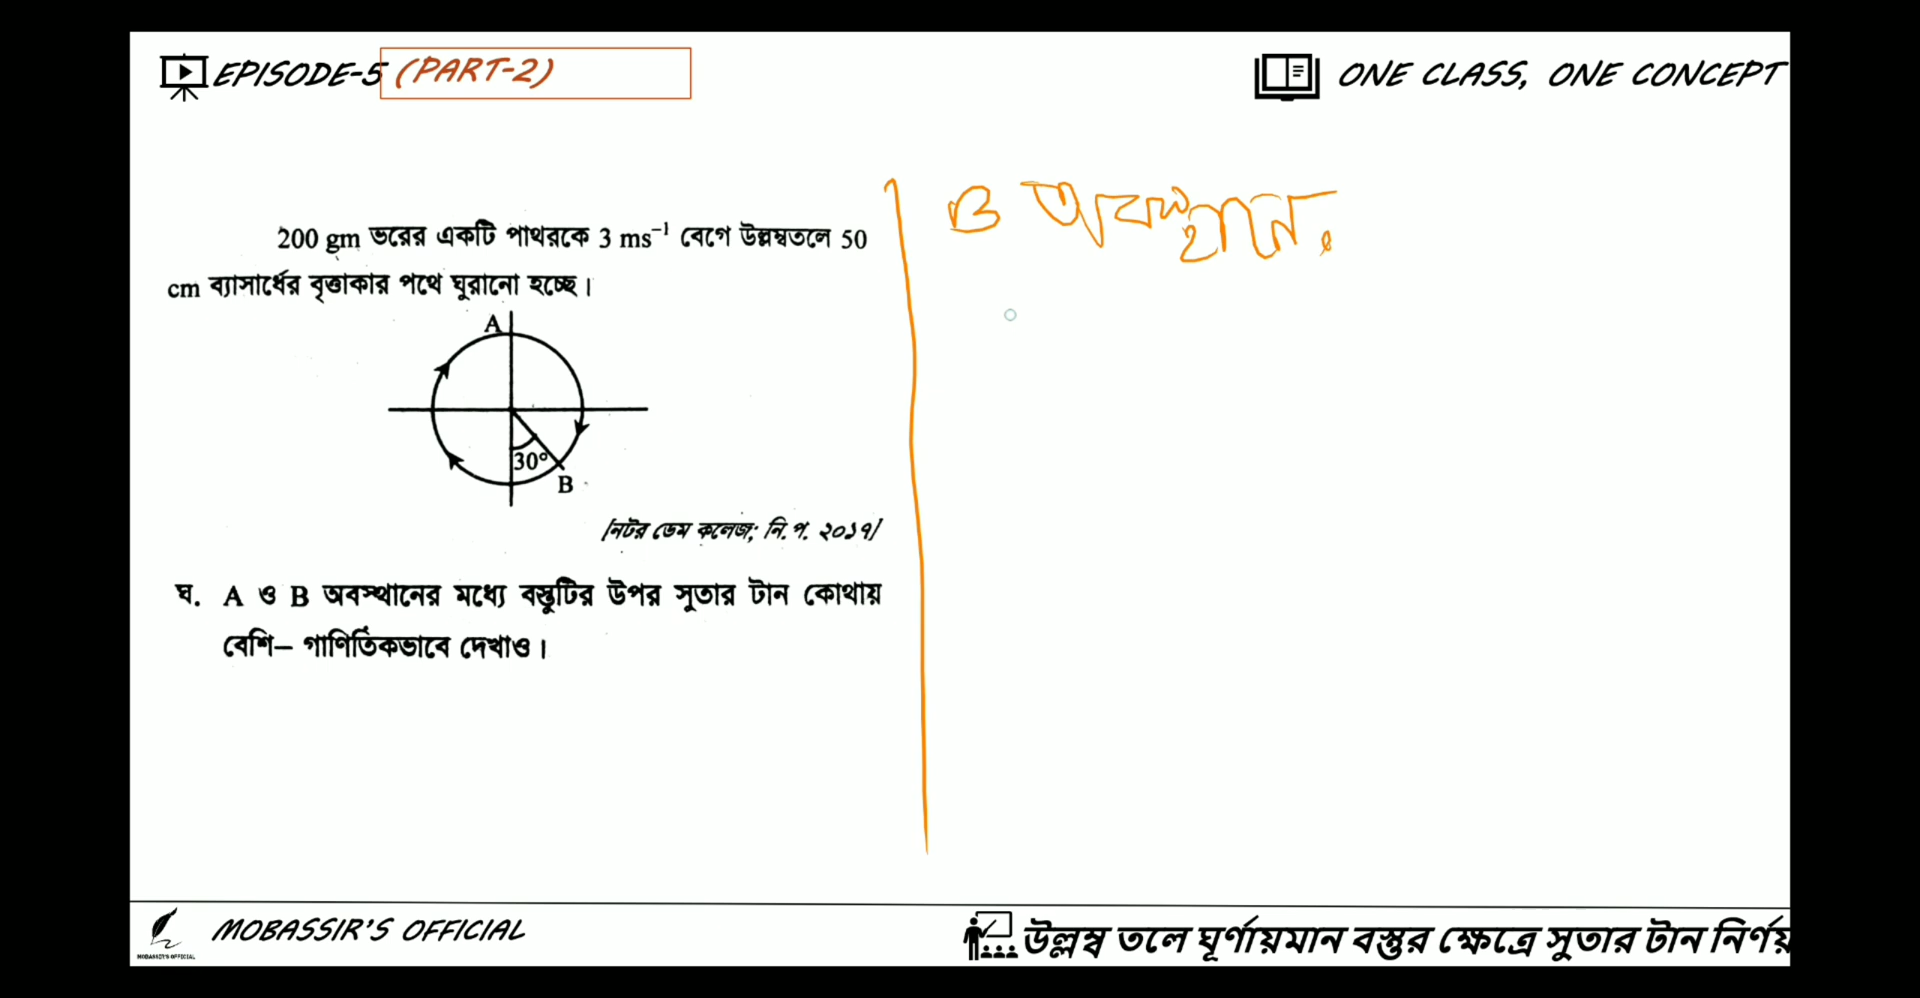 EPISODE-5 (PART-2)
ONE CLASS, ONE CONCEPT
200 gm ভরের একটি পাথরকে 3 ms⁻¹ বেগে উল্লম্বতলে 50
cm ব্যাসার্ধের বৃত্তাকার পথে ঘুরানো হচ্ছে।
A
30°
B
[নটর ডেম কলেজ; নি.প. ২০১৭]
ঘ. A ও B অবস্থানের মধ্যে বস্তুটির উপর সুতার টান কোথায়
বেশি– গাণির্তিকভাবে দেখাও।
B অবস্থানে,
MOBASSIR'S OFFICIAL
MOBASSIR'S OFFICIAL
উল্লম্ব তলে ঘূর্ণায়মান বস্তুর ক্ষেত্রে সুতার টান নির্ণয়